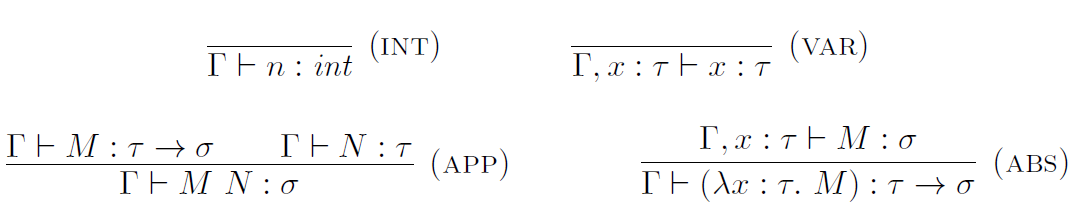 Γ ⊢ n : int (INT)
Γ, x : τ ⊢ x : τ (VAR)
Γ ⊢ M : τ → σ Γ ⊢ N : τ
Γ ⊢ M N : σ (APP)
Γ, x : τ ⊢ M : σ
Γ ⊢ (λx : τ. M) : τ → σ (ABS)